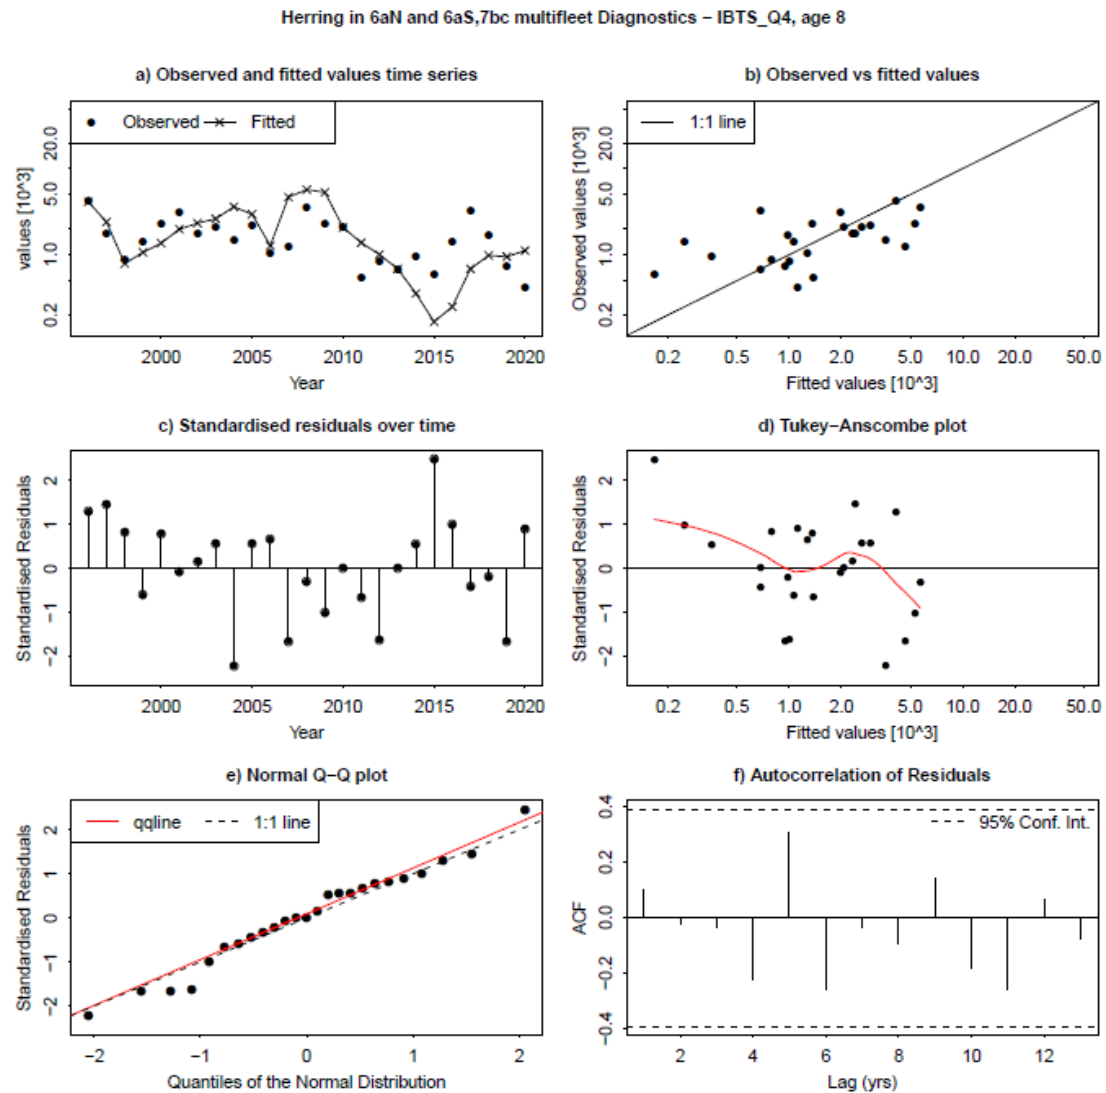 Herring in 6aN and 6aS,7bc multifleet Diagnostics − IBTS_Q4, age 8
a) Observed and fitted values time series
values [10^3]
20.0
5.0
1.0
0.2
Observed
Fitted
2000 2005 2010 2015 2020
Year
b) Observed vs fitted values
Observed values [10^3]
20.0
5.0
1.0
0.2
1:1 line
0.2 0.5 1.0 2.0 5.0 10.0 20.0 50.0
Fitted values [10^3]
c) Standardised residuals over time
Standardised Residuals
2
1
0
−1
−2
2000 2005 2010 2015 2020
Year
d) Tukey−Anscombe plot
Standardised Residuals
2
1
0
−1
−2
0.2 0.5 1.0 2.0 5.0 10.0 20.0 50.0
Fitted values [10^3]
e) Normal Q−Q plot
Standardised Residuals
2
1
0
−1
−2
qqline
1:1 line
−2 −1 0 1 2
Quantiles of the Normal Distribution
f) Autocorrelation of Residuals
ACF
0.4
0.2
0.0
−0.2
−0.4
95% Conf. Int.
2 4 6 8 10 12
Lag (yrs)